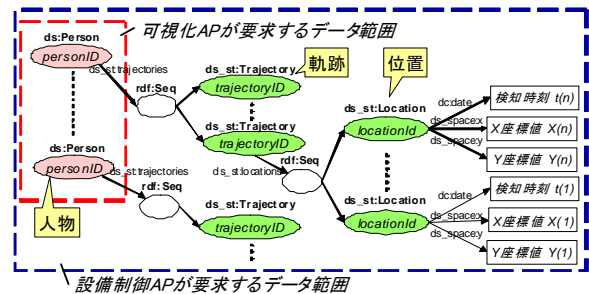 可視化APが要求するデータ範囲
ds:Person
personID
ds_st:trajectories
rdf:Seq
ds_st:Trajectory
trajectoryID
軌跡
ds_st:Trajectory
trajectoryID
ds_st:locations
rdf:Seq
位置
ds_st:Location
locationId
dc:date
ds_space:x
ds_space:y
検知時刻 t(n)
X座標値 X(n)
Y座標値 Y(n)
ds:Person
personID
人物
ds_st:trajectories
rdf:Seq
ds_st:Trajectory
trajectoryID
ds_st:Location
locationId
dc:date
ds_space:x
ds_space:y
検知時刻 t(1)
X座標値 X(1)
Y座標値 Y(1)
設備制御APが要求するデータ範囲